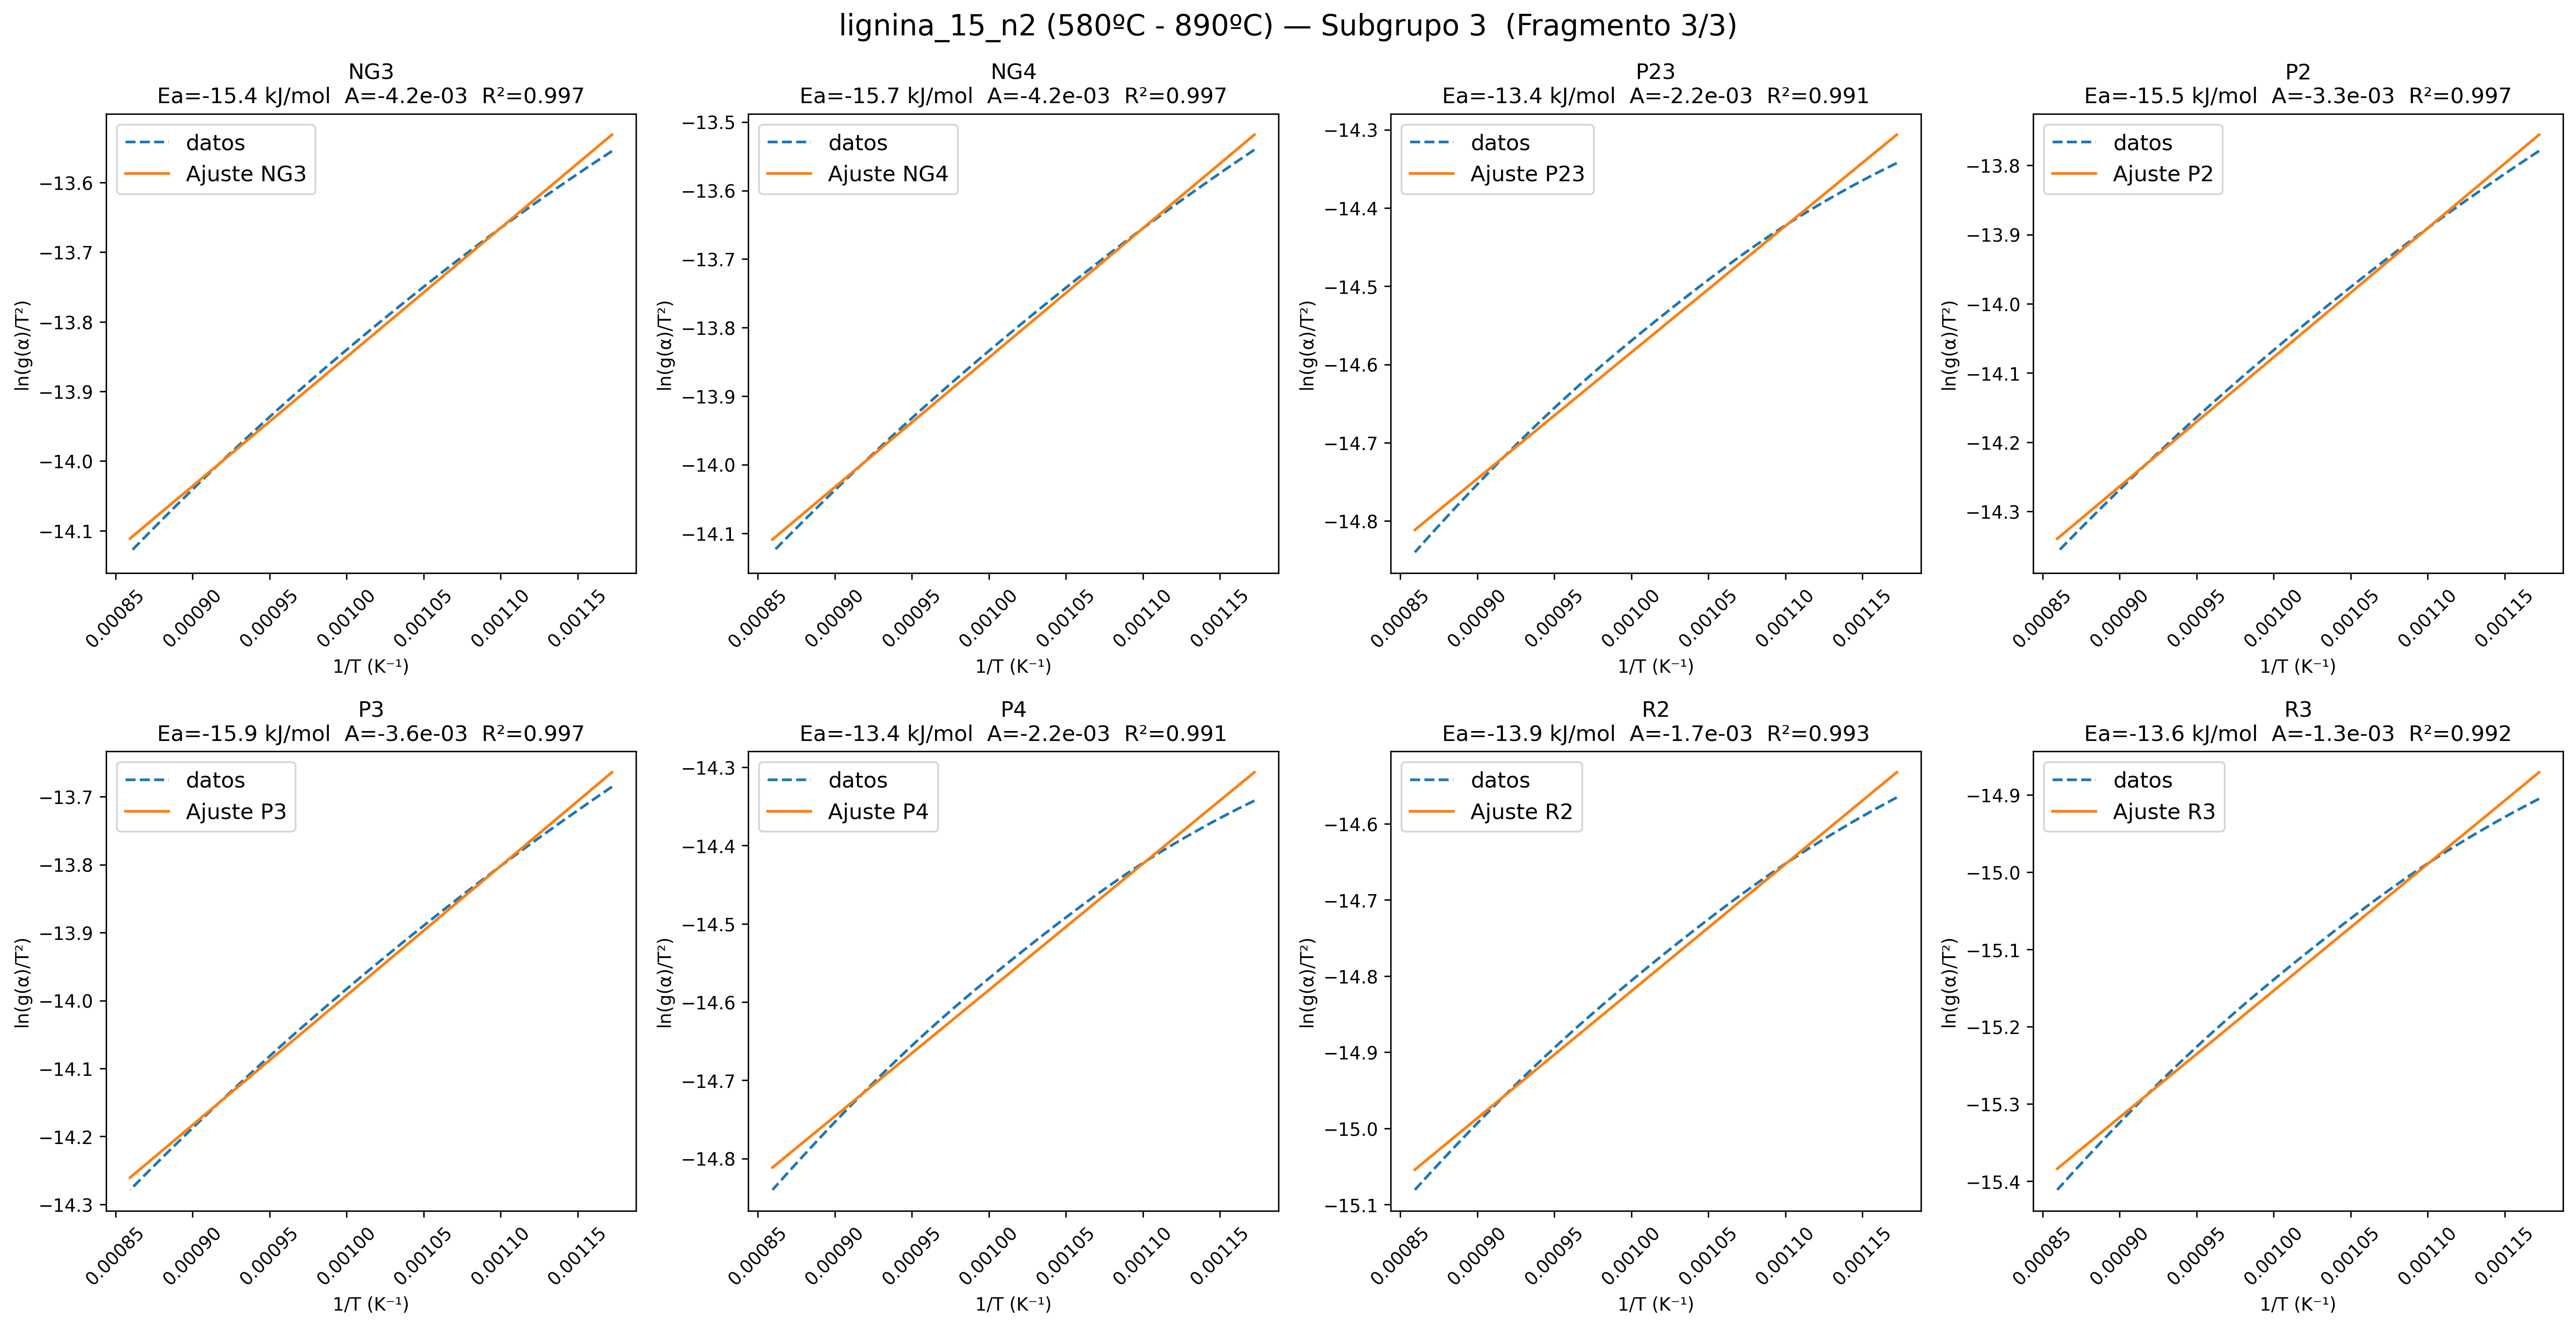 lignina_15_n2 (580ºC - 890ºC) — Subgrupo 3  (Fragmento 3/3)
NG3
Ea=-15.4 kJ/mol  A=-4.2e-03  R²=0.997
datos
Ajuste NG3
ln(g(α)/T²)
−13.6
−13.7
−13.8
−13.9
−14.0
−14.1
0.00085
0.00090
0.00095
0.00100
0.00105
0.00110
0.00115
1/T (K⁻¹)
NG4
Ea=-15.7 kJ/mol  A=-4.2e-03  R²=0.997
datos
Ajuste NG4
ln(g(α)/T²)
−13.5
−13.6
−13.7
−13.8
−13.9
−14.0
−14.1
0.00085
0.00090
0.00095
0.00100
0.00105
0.00110
0.00115
1/T (K⁻¹)
P23
Ea=-13.4 kJ/mol  A=-2.2e-03  R²=0.991
datos
Ajuste P23
ln(g(α)/T²)
−14.3
−14.4
−14.5
−14.6
−14.7
−14.8
0.00085
0.00090
0.00095
0.00100
0.00105
0.00110
0.00115
1/T (K⁻¹)
P2
Ea=-15.5 kJ/mol  A=-3.3e-03  R²=0.997
datos
Ajuste P2
ln(g(α)/T²)
−13.8
−13.9
−14.0
−14.1
−14.2
−14.3
0.00085
0.00090
0.00095
0.00100
0.00105
0.00110
0.00115
1/T (K⁻¹)
P3
Ea=-15.9 kJ/mol  A=-3.6e-03  R²=0.997
datos
Ajuste P3
ln(g(α)/T²)
−13.7
−13.8
−13.9
−14.0
−14.1
−14.2
−14.3
0.00085
0.00090
0.00095
0.00100
0.00105
0.00110
0.00115
1/T (K⁻¹)
P4
Ea=-13.4 kJ/mol  A=-2.2e-03  R²=0.991
datos
Ajuste P4
ln(g(α)/T²)
−14.3
−14.4
−14.5
−14.6
−14.7
−14.8
0.00085
0.00090
0.00095
0.00100
0.00105
0.00110
0.00115
1/T (K⁻¹)
R2
Ea=-13.9 kJ/mol  A=-1.7e-03  R²=0.993
datos
Ajuste R2
ln(g(α)/T²)
−14.6
−14.7
−14.8
−14.9
−15.0
−15.1
0.00085
0.00090
0.00095
0.00100
0.00105
0.00110
0.00115
1/T (K⁻¹)
R3
Ea=-13.6 kJ/mol  A=-1.3e-03  R²=0.992
datos
Ajuste R3
ln(g(α)/T²)
−14.9
−15.0
−15.1
−15.2
−15.3
−15.4
0.00085
0.00090
0.00095
0.00100
0.00105
0.00110
0.00115
1/T (K⁻¹)